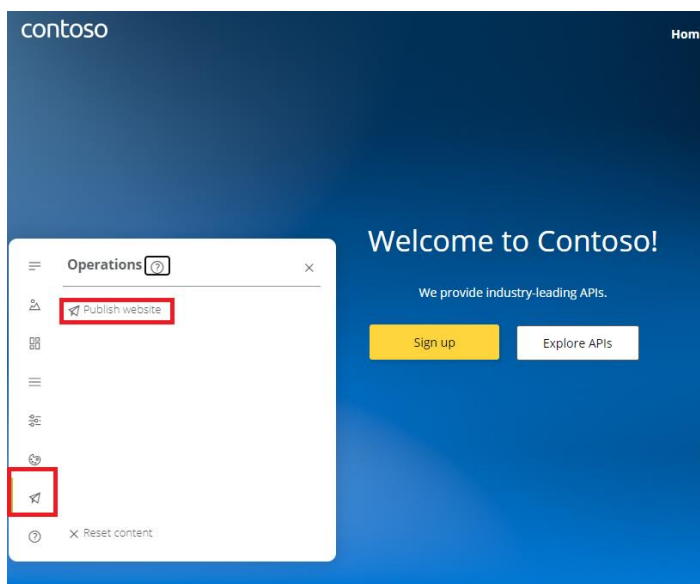 contoso
Hom
Welcome to Contoso!
We provide industry-leading APIs.
Sign up
Explore APIs
Operations
Publish website
Reset content